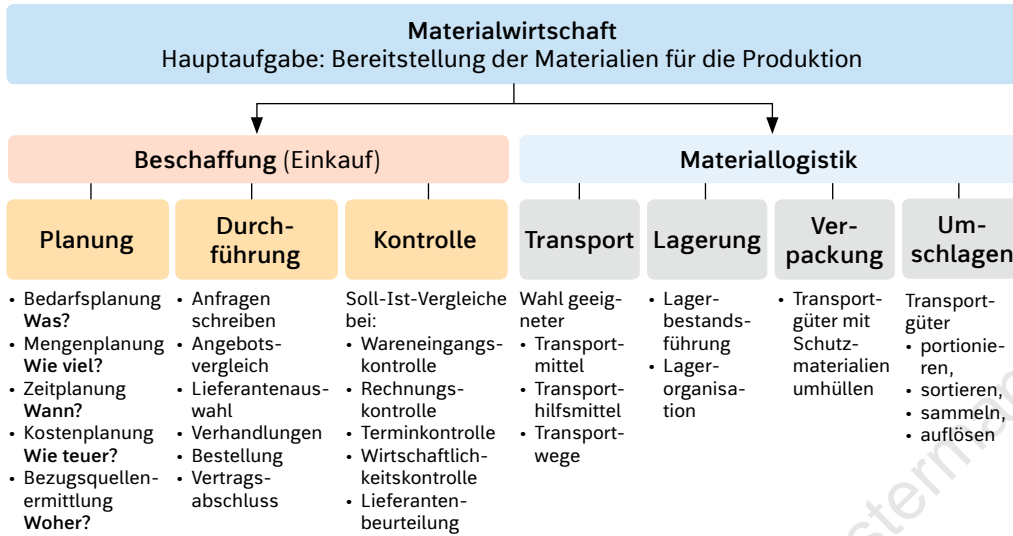 Materialwirtschaft
Hauptaufgabe: Bereitstellung der Materialien für die Produktion
Beschaffung (Einkauf)
Materiallogistik
Planung
• Bedarfsplanung
Was?
• Mengenplanung
Wie viel?
• Zeitplanung
Wann?
• Kostenplanung
Wie teuer?
• Bezugsquellen-
ermittlung
Woher?
Durch-
führung
• Anfragen
schreiben
• Angebots-
vergleich
• Lieferantenaus-
wahl
• Verhandlungen
• Bestellung
• Vertrags-
abschluss
Kontrolle
Soll-Ist-Vergleiche
bei:
• Wareneingangs-
kontrolle
• Rechnungs-
kontrolle
• Terminkontrolle
• Wirtschaftlich-
keitskontrolle
• Lieferanten-
beurteilung
Transport
Wahl geeig-
neter
• Transport-
mittel
• Transport-
hilfsmittel
• Transport-
wege
Lagerung
• Lager-
bestands-
führung
• Lager-
organisa-
tion
Ver-
packung
• Transport-
güter mit
Schutz-
materialien
umhüllen
Um-
schlagen
Transport-
güter
• portionie-
ren,
• sortieren,
• sammeln,
• auflösen